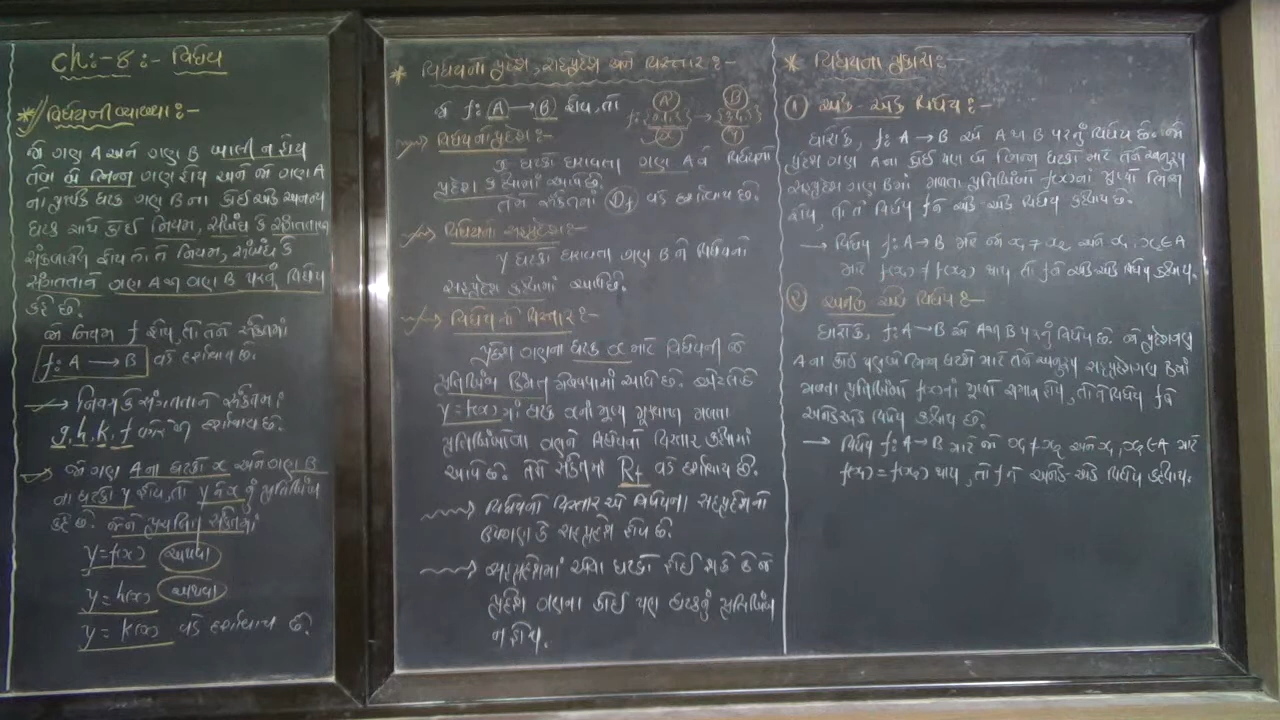 ch:-8:- વિધેય
* વિધેયની વ્યાખ્યા:-
જો ગણ A અને ગણ B ખાલી ન હોય
તેવા બે ભિન્ન ગણ હોય અને જો ગણ A
નો પ્રત્યેક ઘટક ગણ B ના કોઈ એક અનન્ય
ઘટક સાથે કોઈ નિયમ, સંબંધ કે સંગતતાથી
સંકળાયેલ હોય તો તે નિયમ, સંબંધ કે
સંગતતાને ગણ A થી ગણ B પરનું વિધેય
કહે છે.
જો નિયમ f હોય, તો તેને સંકેતમાં
f: A → B વડે દર્શાવાય છે.
→ નિયમ કે સંગતતાને સંકેતમાં
g, h, k, f વગેરેથી દર્શાવાય છે.
→ જો ગણ A ના ઘટકો x અને ગણ B
ના ઘટકો y હોય, તો y ને x નું પ્રતિબિંબ
કહે છે. જેને પ્રચલિત સંકેતમાં
y = f(x) અથવા
y = h(x) અથવા
y = k(x) વડે દર્શાવાય છે.
* વિધેયનો પ્રદેશ, સહપ્રદેશ અને વિસ્તાર:-
જો f: A → B હોય, તો
A B
→ વિધેયનો પ્રદેશ:-
x ઘટકો ધરાવતા ગણ A ને વિધેયનો
પ્રદેશ કહેવામાં આવે છે.
તેને સંકેતમાં Df વડે દર્શાવાય છે.
→ વિધેયનો સહપ્રદેશ:-
y ઘટકો ધરાવતા ગણ B ને વિધેયનો
સહપ્રદેશ કહેવામાં આવે છે.
→ વિધેયનો વિસ્તાર:-
પ્રદેશ ગણના ઘટક x માટે વિધેયની જે
પ્રતિબિંબ કિંમત મેળવવામાં આવે છે. એટલે કે
y = f(x) માં ઘટક x ની મૂલ્ય મૂકવાથી મળતા
પ્રતિબિંબોના ગણને વિધેયનો વિસ્તાર કહેવામાં
આવે છે. તેને સંકેતમાં Rf વડે દર્શાવાય છે.
→ વિધેયનો વિસ્તાર એ વિધેયના સહપ્રદેશનો
ઉપગણ કે સહપ્રદેશ હોય છે.
→ સહપ્રદેશમાં એવા ઘટકો હોઈ શકે કે જે
પ્રદેશ ગણના કોઈ પણ ઘટકનું પ્રતિબિંબ
ન હોય.
* વિધેયના પ્રકારો:-
① એક-એક વિધેય:-
ધારોકે, f: A → B એ A થી B પરનું વિધેય છે. જો
પ્રદેશ ગણ A ના કોઈ પણ બે ભિન્ન ઘટકો માટે તેને અનુરૂપ
સહપ્રદેશ ગણ B માં મળતા પ્રતિબિંબો f(x) નાં મૂલ્યો ભિન્ન
હોય, તો તે વિધેય f ને એક-એક વિધેય કહેવાય છે.
→ વિધેય f: A → B માટે જો x₁ ≠ x₂ અને x₁, x₂ ∈ A
માટે f(x₁) ≠ f(x₂) થાય તો f ને એક-એક વિધેય કહેવાય.
② અનેક-એક વિધેય:-
ધારોકે, f: A → B એ A થી B પરનું વિધેય છે. જો પ્રદેશગણ
A ના કોઈ પણ બે ભિન્ન ઘટકો માટે તેને અનુરૂપ સહપ્રદેશગણ B માં
મળતા પ્રતિબિંબો f(x) નાં મૂલ્યો સમાન હોય, તો તે વિધેય f ને
અનેક-એક વિધેય કહેવાય છે.
→ વિધેય f: A → B માટે જો x₁ ≠ x₂ અને x₁, x₂ ∈ A માટે
f(x₁) = f(x₂) થાય, તો f ને અનેક-એક વિધેય કહેવાય.